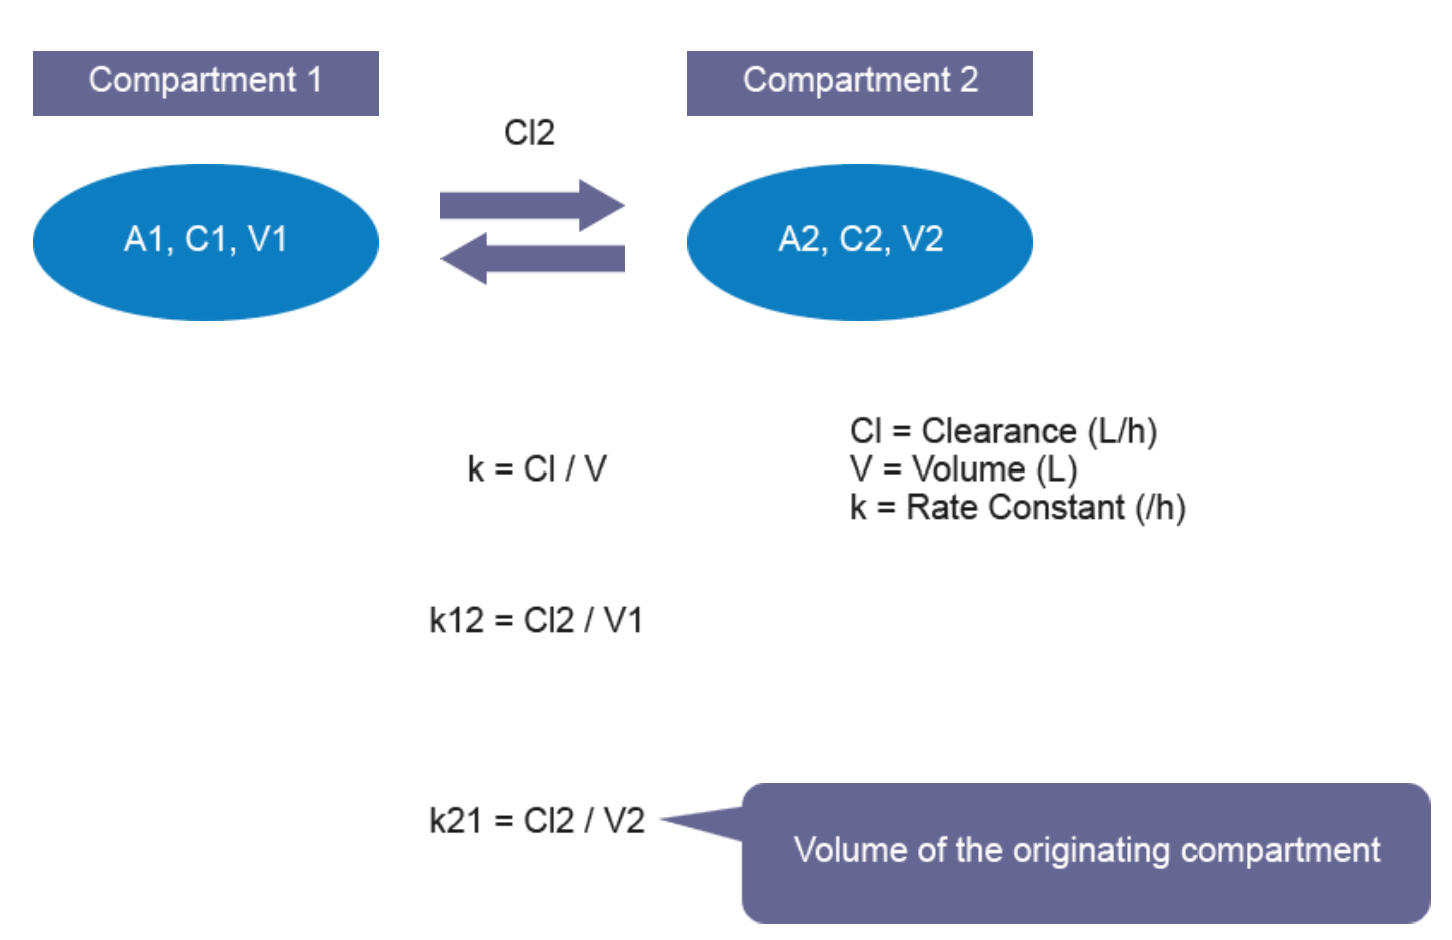 Compartment 1
Compartment 2
Cl2
A1, C1, V1
A2, C2, V2
Cl = Clearance (L/h)
k = Cl / V
V = Volume (L)
k = Rate Constant (/h)
k12 = Cl2 / V1
k21 = Cl2 / V2
Volume of the originating compartment